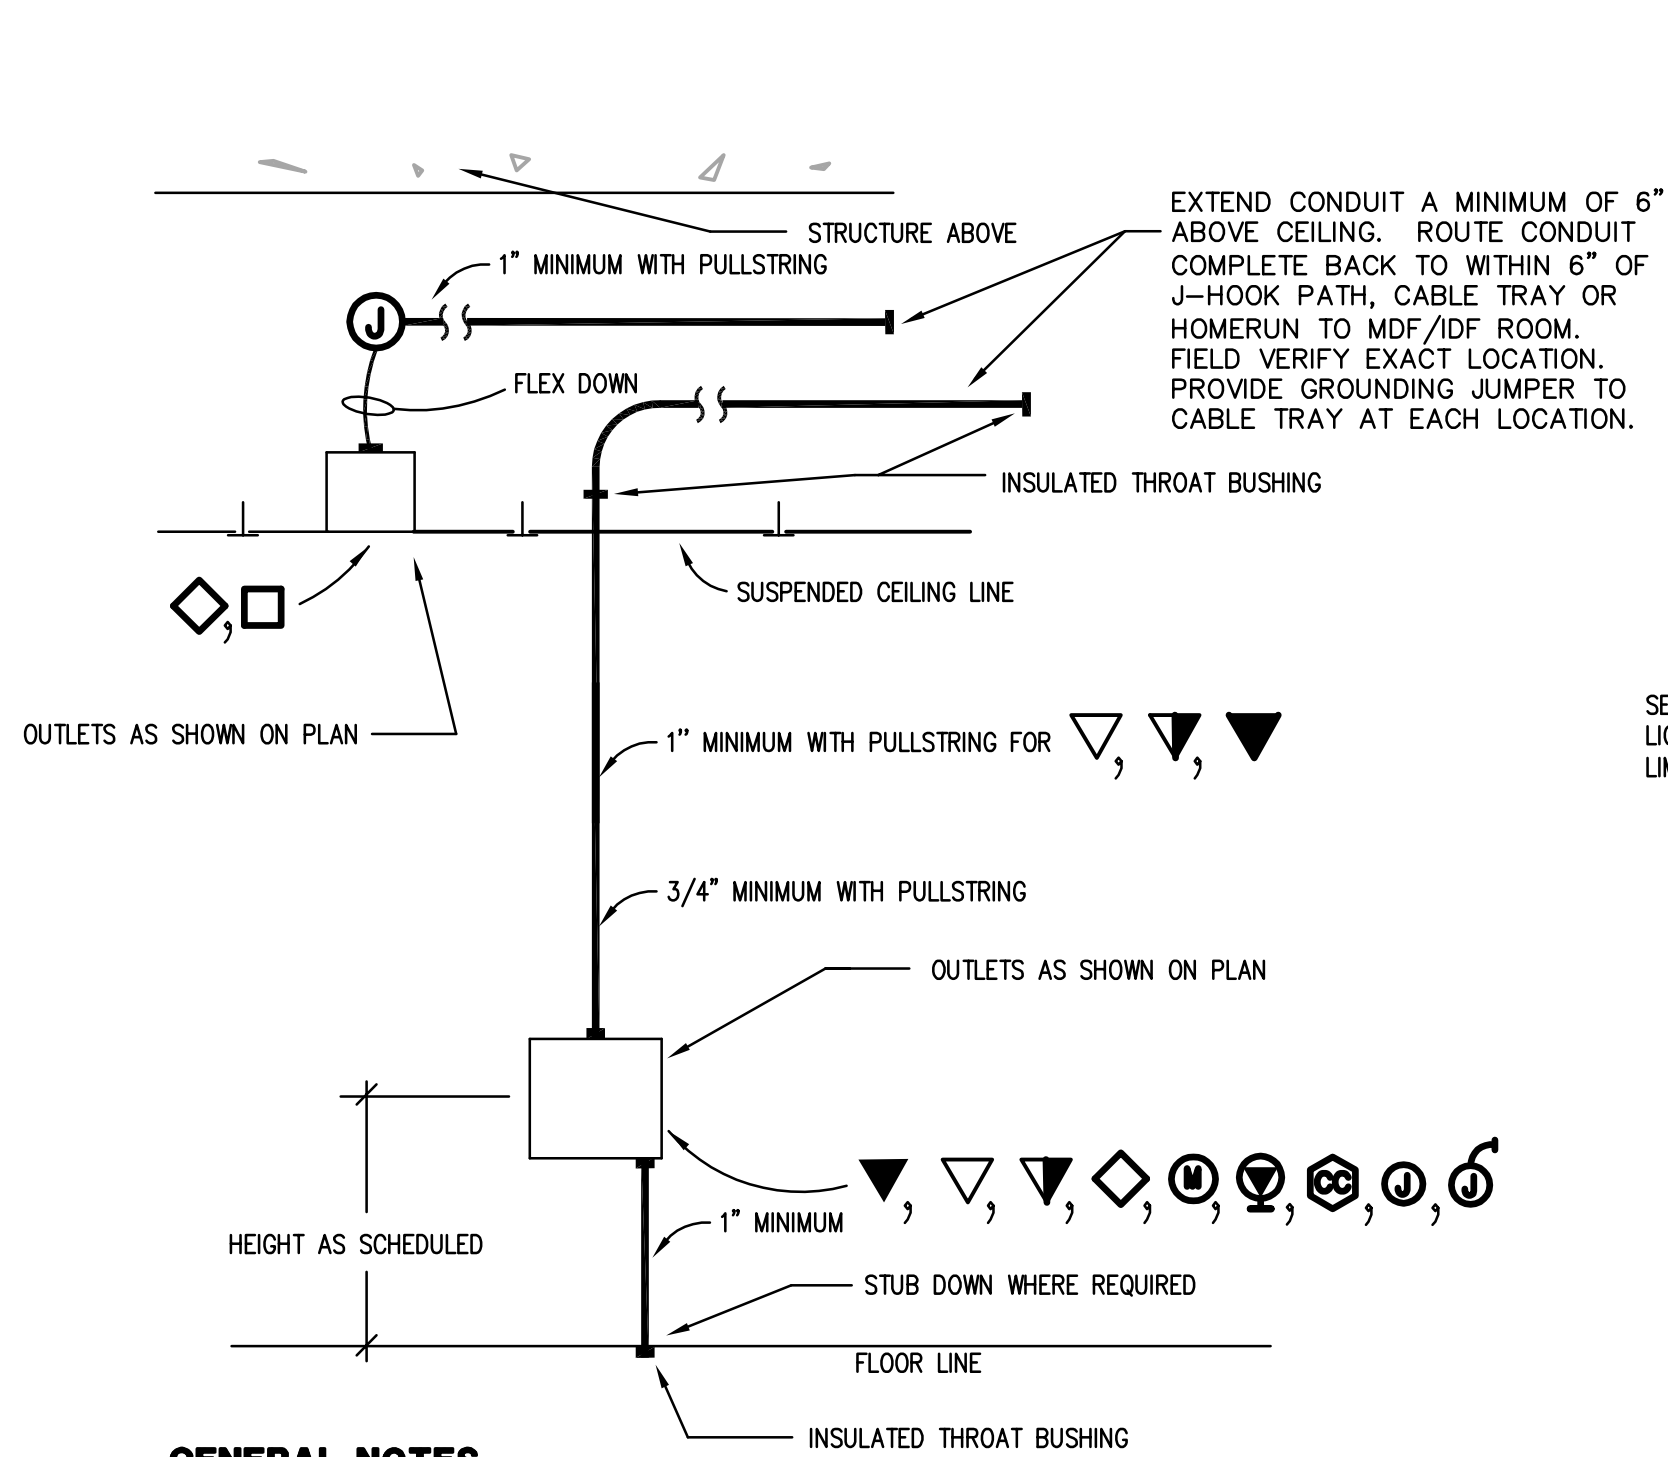 STRUCTURE ABOVE
1" MINIMUM WITH PULLSTRING
J
FLEX DOWN
EXTEND CONDUIT A MINIMUM OF 6"
ABOVE CEILING. ROUTE CONDUIT
COMPLETE BACK TO WITHIN 6" OF
J-HOOK PATH, CABLE TRAY OR
HOMERUN TO MDF/IDF ROOM.
FIELD VERIFY EXACT LOCATION.
PROVIDE GROUNDING JUMPER TO
CABLE TRAY AT EACH LOCATION.
INSULATED THROAT BUSHING
SUSPENDED CEILING LINE
,
OUTLETS AS SHOWN ON PLAN
1" MINIMUM WITH PULLSTRING FOR , ,
3/4" MINIMUM WITH PULLSTRING
OUTLETS AS SHOWN ON PLAN
, , , , M, , CC, J, J
1" MINIMUM
HEIGHT AS SCHEDULED
STUB DOWN WHERE REQUIRED
FLOOR LINE
INSULATED THROAT BUSHING
GENERAL NOTES